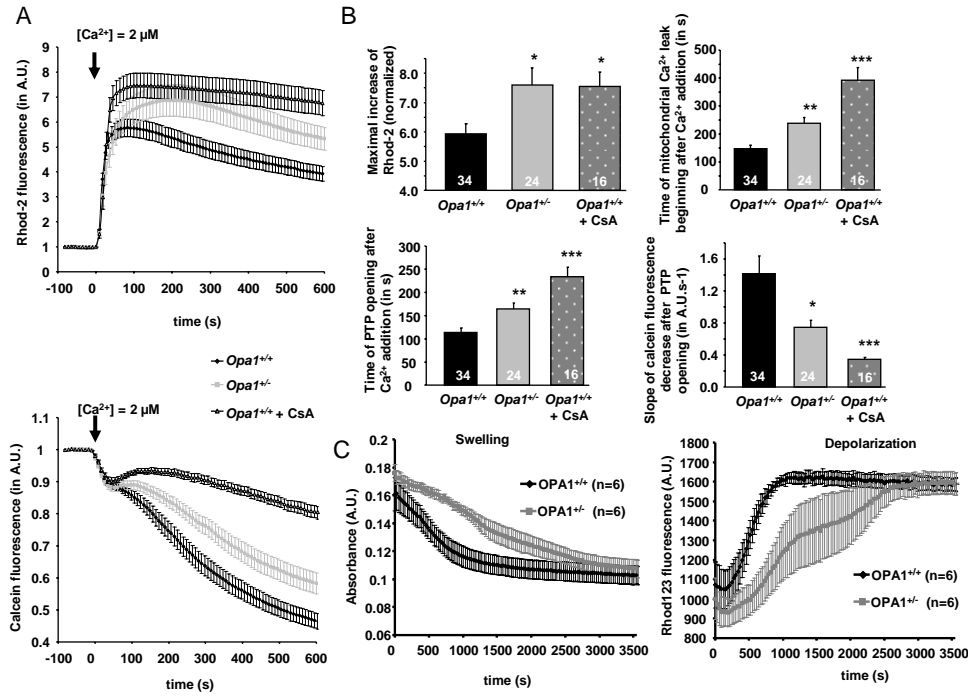 A
[Ca²⁺] = 2 µM
Rhod-2 fluorescence (in A.U.)
9
8
7
6
5
4
3
2
1
0
-100 0 100 200 300 400 500 600
time (s)
Opa1⁺/⁺
Opa1⁺/⁻
Opa1⁺/⁺ + CsA
[Ca²⁺] = 2 µM
Calcein fluorescence (in A.U.)
1
0.9
0.8
0.7
0.6
0.5
0.4
-100 0 100 200 300 400 500 600
time (s)
B
Maximal increase of
Rhod-2 (normalized)
8.0
7.0
6.0
5.0
4.0
* *
34 24 16
Opa1⁺/⁺ Opa1⁺/⁻ Opa1⁺/⁺
+ CsA
Time of mitochondrial Ca²⁺ leak
beginning after Ca²⁺ addition (in s)
500
400
300
200
100
0
** ***
34 24 16
Opa1⁺/⁺ Opa1⁺/⁻ Opa1⁺/⁺
+ CsA
Time of PTP opening after
Ca²⁺ addition (in s)
300
250
200
150
100
50
0
** ***
34 24 16
Opa1⁺/⁺ Opa1⁺/⁻ Opa1⁺/⁺
+ CsA
Slope of calcein fluorescence
decrease after PTP
opening (in A.U.s-1)
1.6
1.2
0.8
0.4
0.0
* ***
34 24 16
Opa1⁺/⁺ Opa1⁺/⁻ Opa1⁺/⁺
+ CsA
C
Swelling
Absorbance (A.U.)
0.2
0.18
0.16
0.14
0.12
0.1
0.08
0.06
OPA1⁺/⁺ (n=6)
OPA1⁺/⁻ (n=6)
0 500 1000 1500 2000 2500 3000 3500
time (s)
Depolarization
Rhod123 fluorescence (A.U.)
1800
1700
1600
1500
1400
1300
1200
1100
1000
900
800
OPA1⁺/⁺ (n=6)
OPA1⁺/⁻ (n=6)
0 500 1000 1500 2000 2500 3000 3500
time (s)